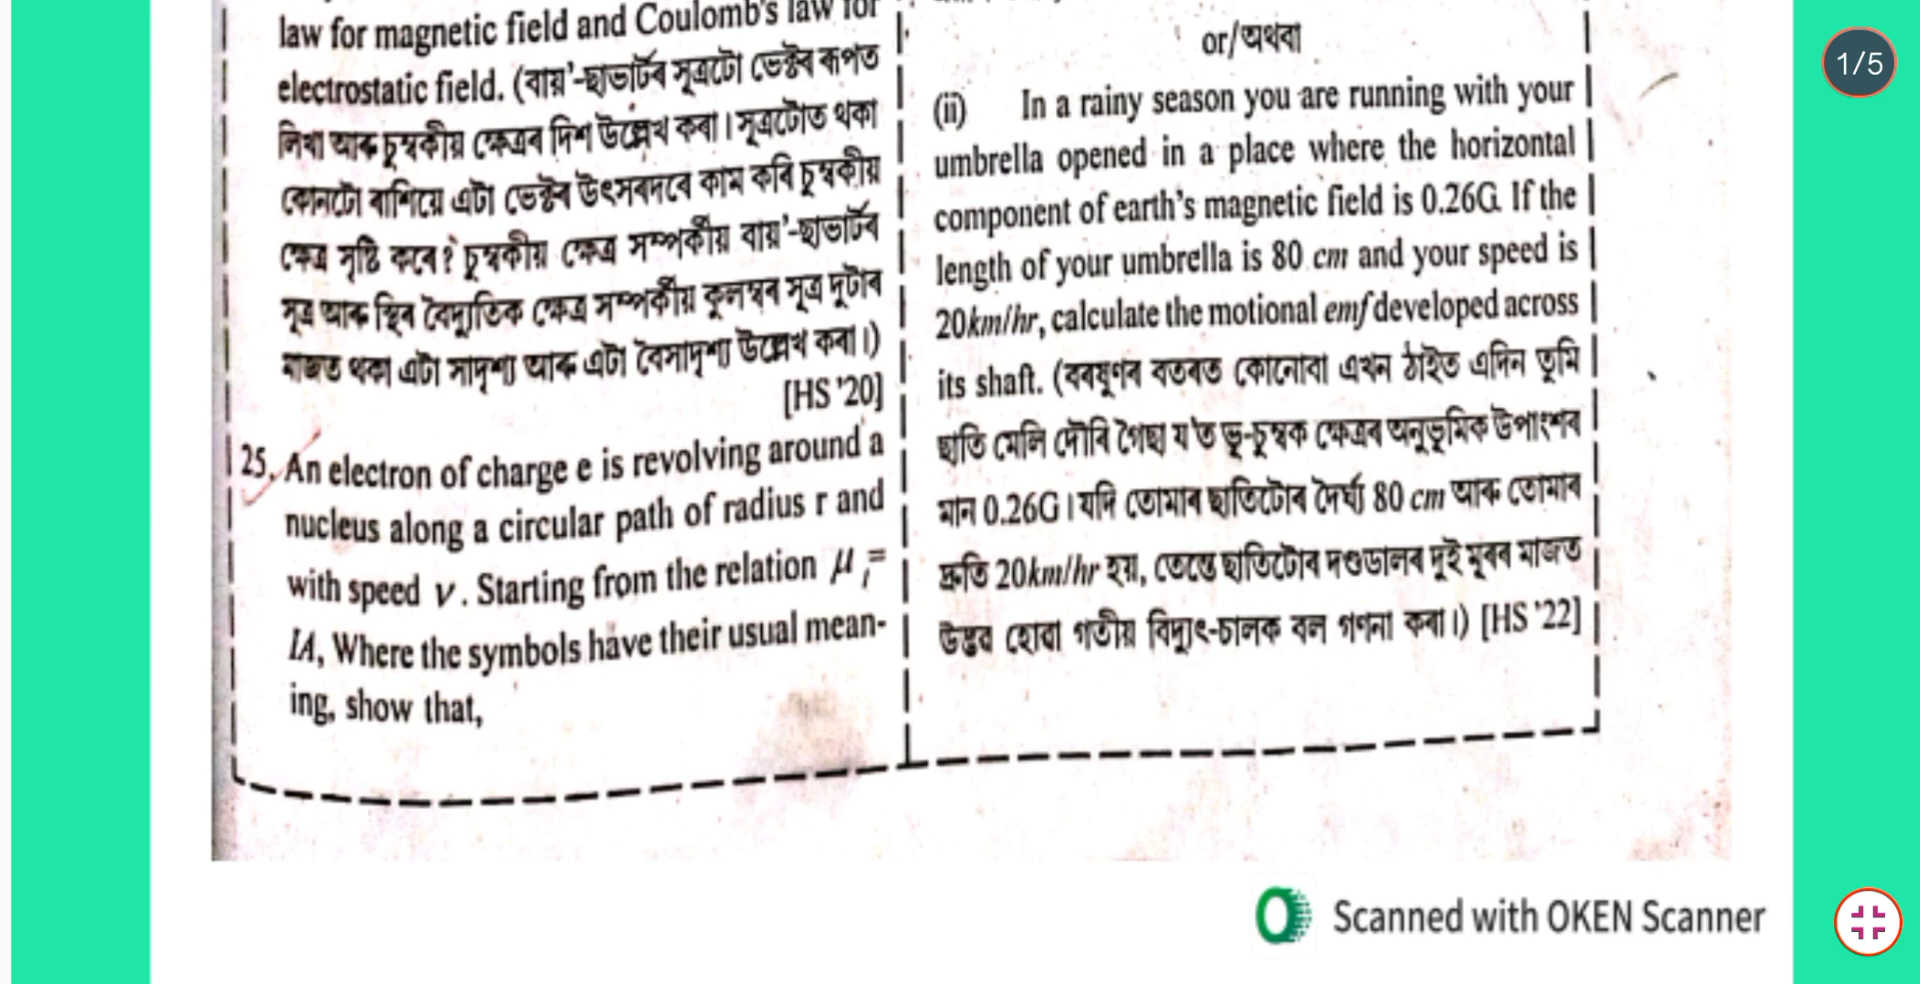 law for magnetic field and Coulomb's law for
electrostatic field. (বায়'-ছাভাৰ্টৰ সূত্ৰটো ভেক্টৰ ৰূপত
লিখা আৰু চুম্বকীয় ক্ষেত্ৰৰ দিশ উল্লেখ কৰা। সূত্ৰটোত থকা
কোনটো ৰাশিয়ে এটা ভেক্টৰ উৎসৰদৰে কাম কৰি চুম্বকীয়
ক্ষেত্ৰ সৃষ্টি কৰে? চুম্বকীয় ক্ষেত্ৰ সম্পৰ্কীয় বায়'-ছাভাৰ্টৰ
সূত্ৰ আৰু স্থিৰ বৈদ্যুতিক ক্ষেত্ৰ সম্পৰ্কীয় কুলম্বৰ সূত্ৰ দুটাৰ
মাজত থকা এটা সাদৃশ্য আৰু এটা বৈসাদৃশ্য উল্লেখ কৰা।)
[HS '20]
25. An electron of charge e is revolving around a
nucleus along a circular path of radius r and
with speed v. Starting from the relation μl =
IA, Where the symbols have their usual mean-
ing, show that,
or/অথবা
(ii) In a rainy season you are running with your
umbrella opened in a place where the horizontal
component of earth's magnetic field is 0.26G. If the
length of your umbrella is 80 cm and your speed is
20km/hr, calculate the motional emf developed across
its shaft. (বৰষুণৰ বতৰত কোনোবা এখন ঠাইত এদিন তুমি
ছাতি মেলি দৌৰি গৈছা য'ত ভূ-চুম্বক ক্ষেত্ৰৰ অনুভূমিক উপাংশৰ
মান 0.26G। যদি তোমাৰ ছাতিটোৰ দৈৰ্ঘ্য 80 cm আৰু তোমাৰ
দ্ৰুতি 20km/hr হয়, তেন্তে ছাতিটোৰ দণ্ডডালৰ দুই মূৰৰ মাজত
উদ্ভৱ হোৱা গতীয় বিদ্যুৎ-চালক বল গণনা কৰা।) [HS '22]
1/5
Scanned with OKEN Scanner